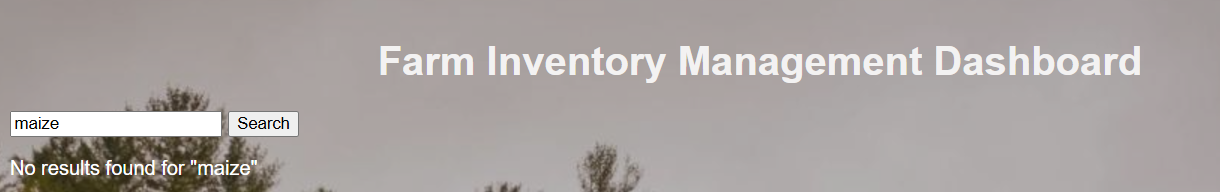 Farm Inventory Management Dashboard
maize Search
No results found for "maize"